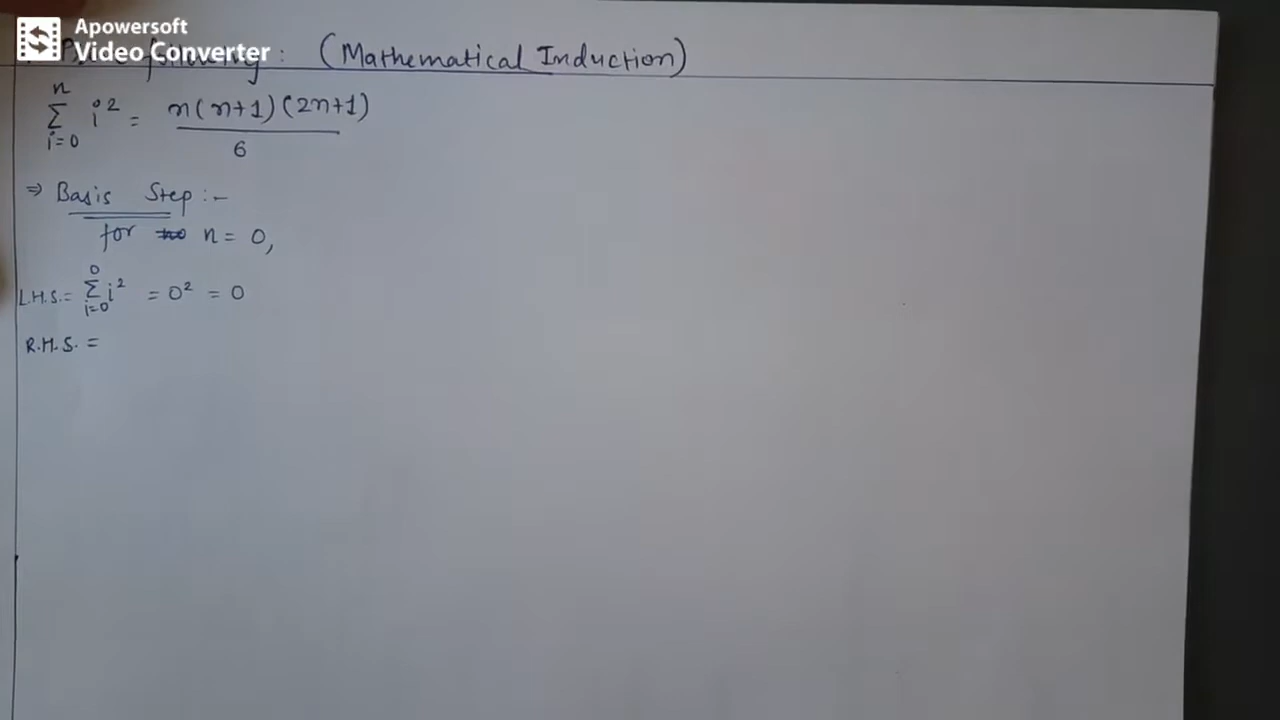 Apowersoft
Video Converter
following : (Mathematical Induction)
n
∑ i² = n(n+1)(2n+1)
i=0 6
⇒ Basis Step :-
for n = 0,
0
L.H.S. = ∑ i² = 0² = 0
i=0
R.H.S. =